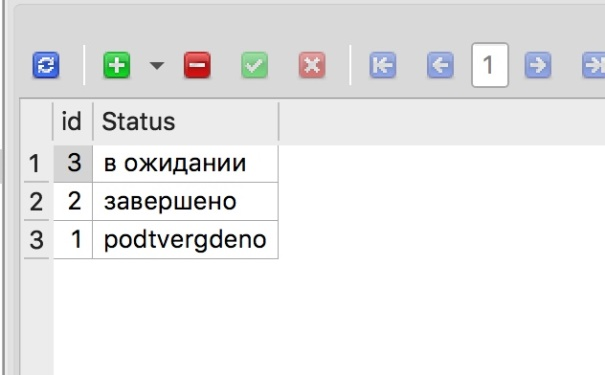 1
id Status
1 3 в ожидании
2 2 завершено
3 1 podtvergdeno